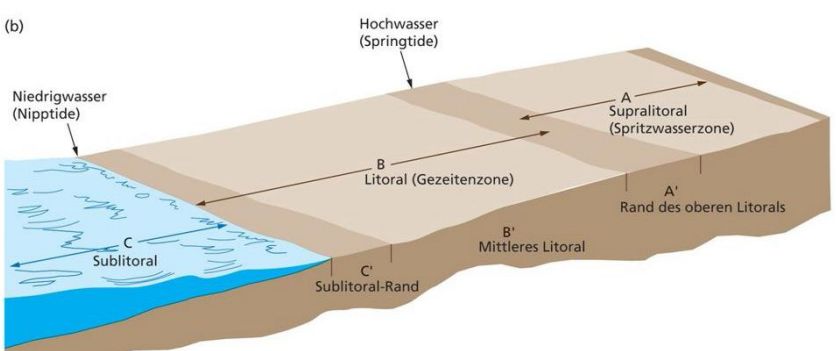 (b)
Hochwasser
(Springtide)
Niedrigwasser
(Nipptide)
A
Supralitoral
(Spritzwasserzone)
B
Litoral (Gezeitenzone)
A'
Rand des oberen Litorals
B'
Mittleres Litoral
C
Sublitoral
C'
Sublitoral-Rand